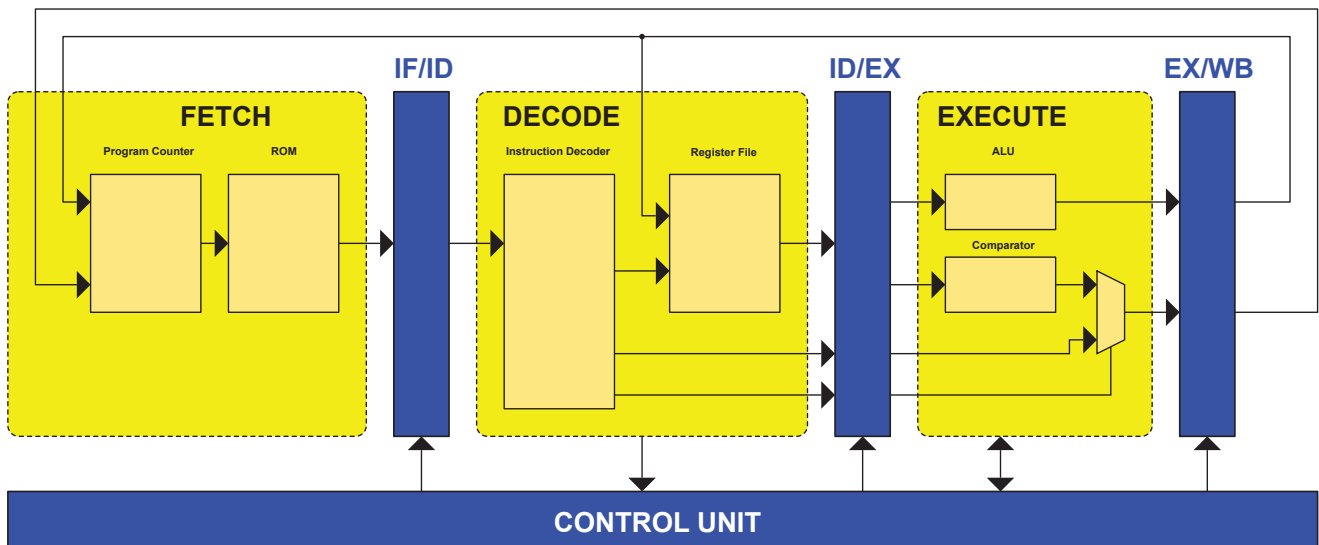 IF/ID
ID/EX
EX/WB
FETCH
DECODE
EXECUTE
Program Counter
ROM
Instruction Decoder
Register File
ALU
Comparator
CONTROL UNIT